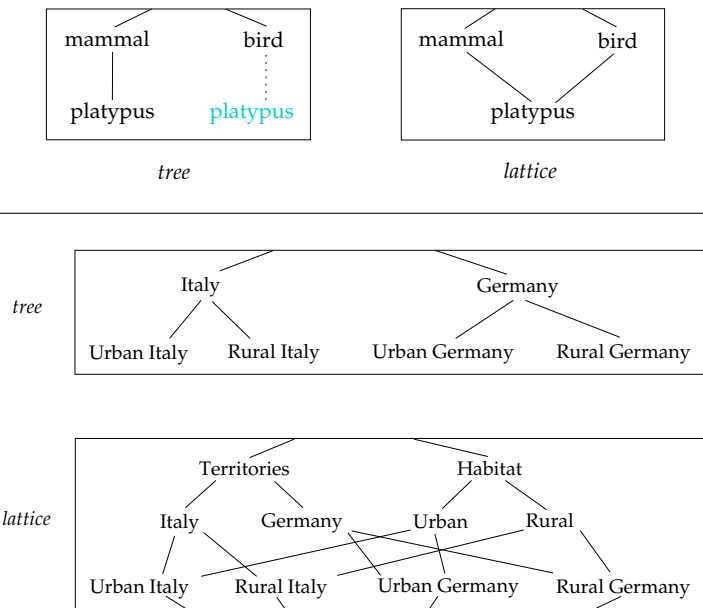 mammal bird
platypus platypus
tree
mammal bird
platypus
lattice
tree
Italy Germany
Urban Italy Rural Italy Urban Germany Rural Germany
lattice
Territories Habitat
Italy Germany Urban Rural
Urban Italy Rural Italy Urban Germany Rural Germany